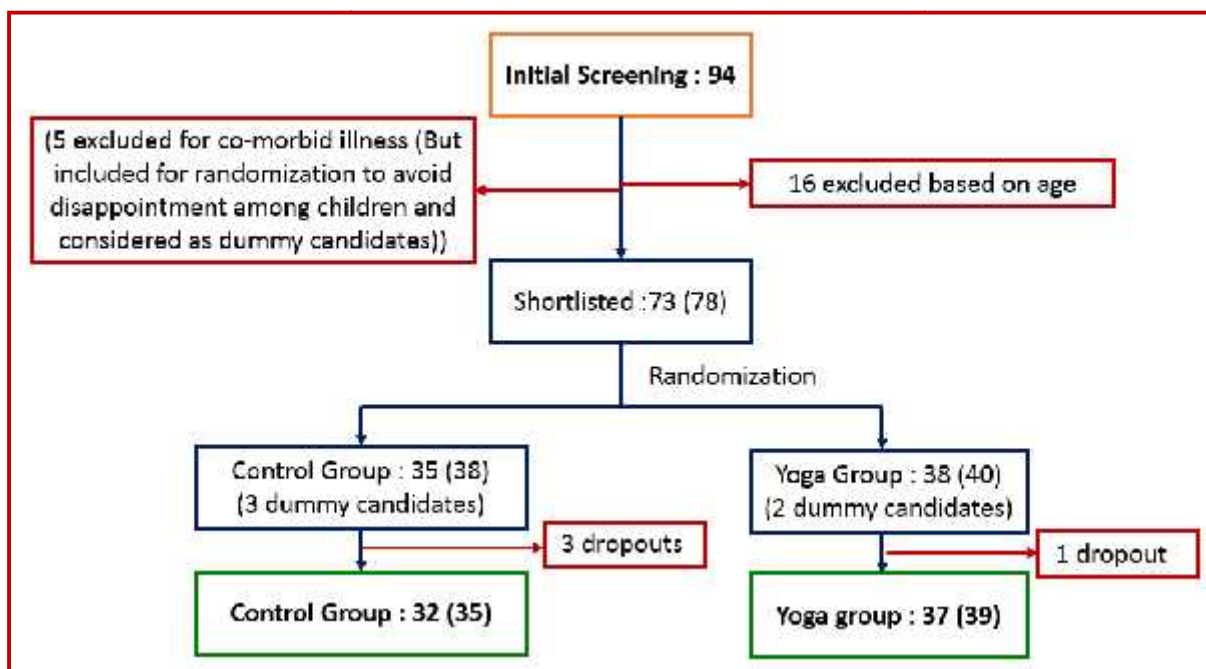 Initial Screening : 94
(5 excluded for co-morbid illness (But
included for randomization to avoid
disappointment among children and
considered as dummy candidates))
16 excluded based on age
Shortlisted :73 (78)
Randomization
Control Group : 35 (38)
(3 dummy candidates)
Yoga Group : 38 (40)
(2 dummy candidates)
3 dropouts
1 dropout
Control Group : 32 (35)
Yoga group : 37 (39)